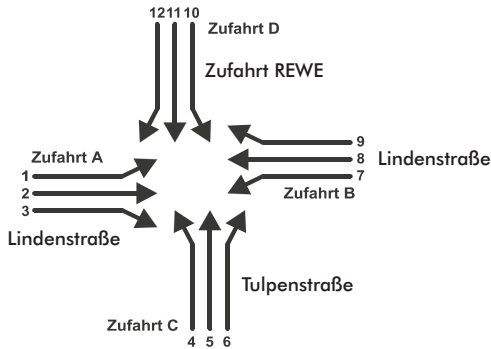 12 11 10
Zufahrt D
Zufahrt REWE
9
Zufahrt A
8 Lindenstraße
1
7
Zufahrt B
2
3
Lindenstraße
Tulpenstraße
Zufahrt C
4 5 6